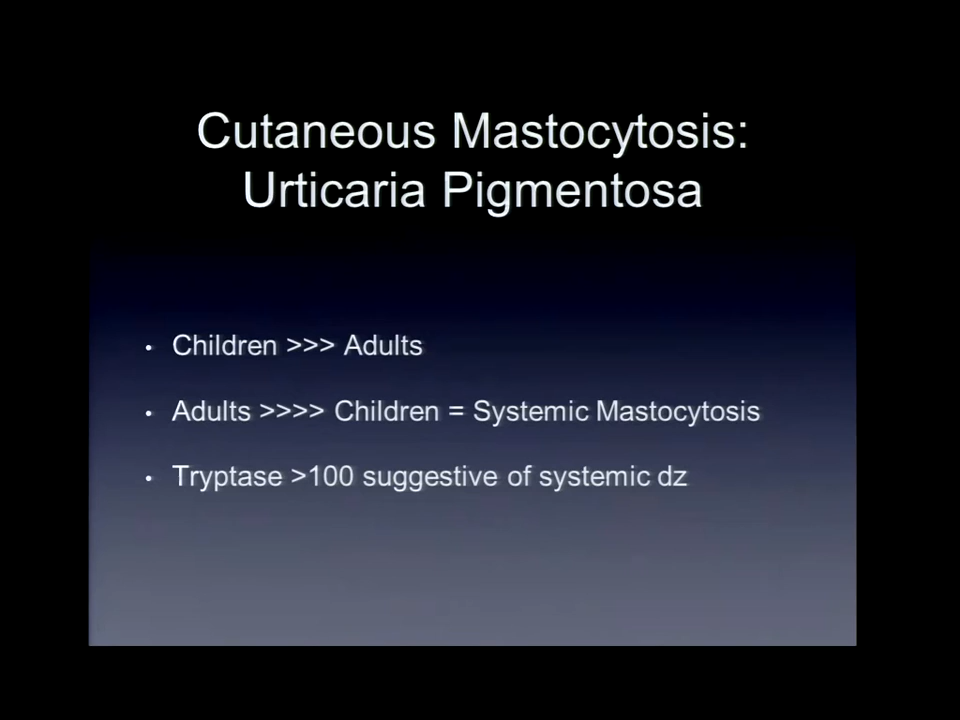 Cutaneous Mastocytosis:
Urticaria Pigmentosa
• Children >>> Adults
• Adults >>>> Children = Systemic Mastocytosis
• Tryptase >100 suggestive of systemic dz